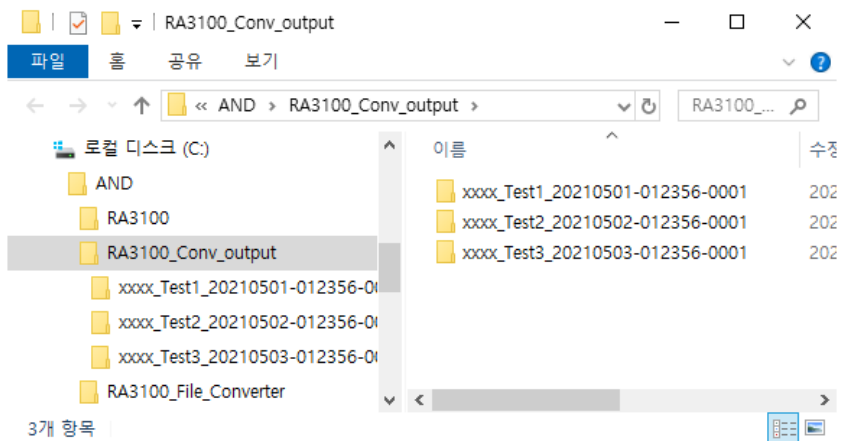 RA3100_Conv_output
파일 홈 공유 보기
« AND › RA3100_Conv_output › RA3100_...
로컬 디스크 (C:)
AND
RA3100
RA3100_Conv_output
xxxx_Test1_20210501-012356-0
xxxx_Test2_20210502-012356-0
xxxx_Test3_20210503-012356-0
RA3100_File_Converter
이름 수정
xxxx_Test1_20210501-012356-0001 202
xxxx_Test2_20210502-012356-0001 202
xxxx_Test3_20210503-012356-0001 202
3개 항목